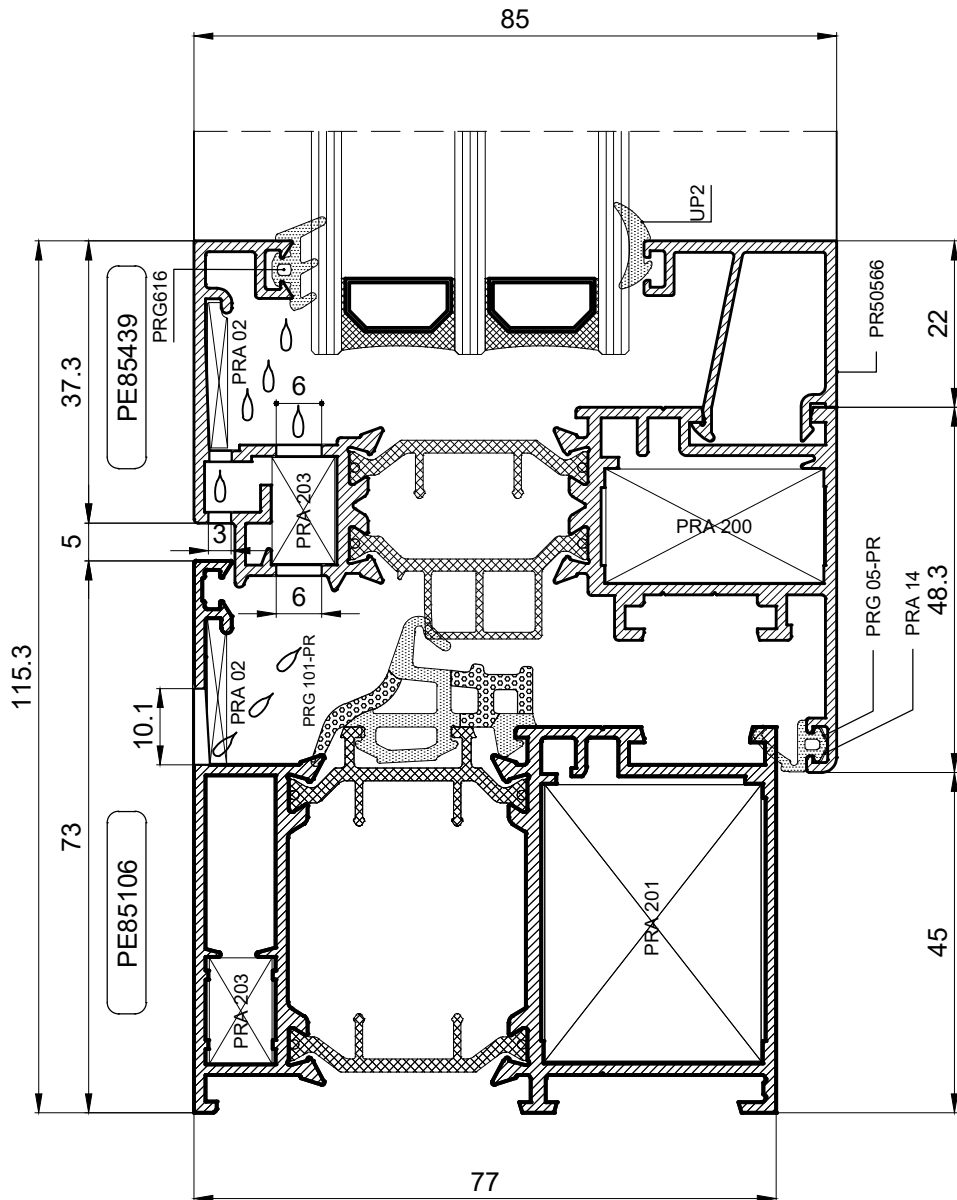 85
UP2
PRG616
PRA 02
PE85439
37.3
6
PR50566
22
PRA 203
PRA 200
5
3
6
48.3
PRG 05-PR
PRA 14
115.3
PRA 02
PRG 101-PR
10.1
73
PE85106
PRA 201
45
PRA 203
77